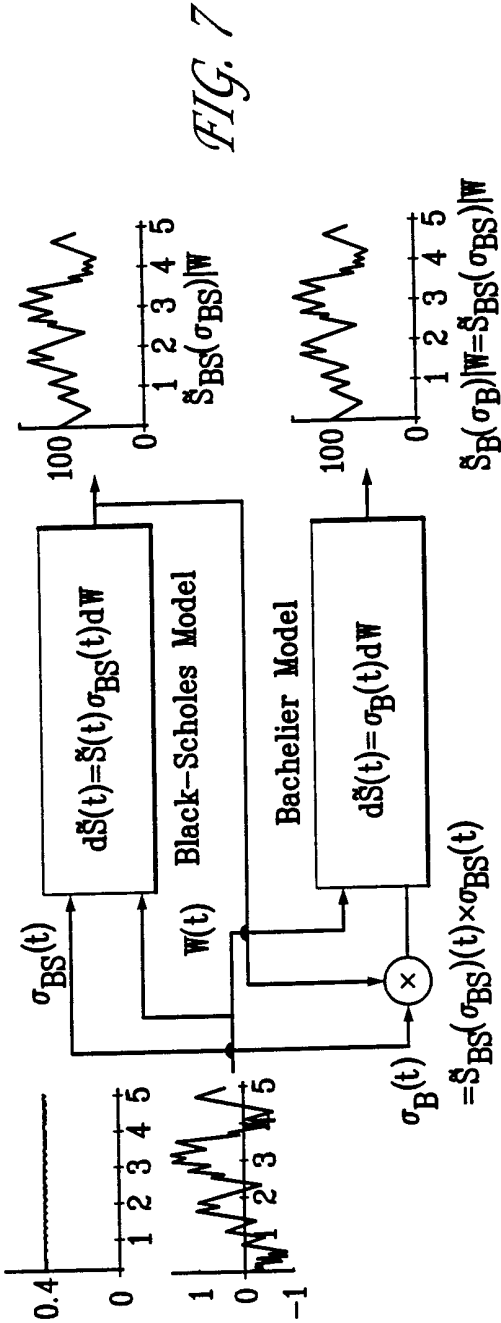 FIG. 7
0.4
0
1 2 3 4 5
σBS(t)
dS̃(t)=S̃(t)σBS(t)dW
Black–Scholes Model
100
0
1 2 3 4 5
S̃BS(σBS)|W
1
0
-1
1 2 3 4 5
W(t)
Bachelier Model
dS̃(t)=σB(t)dW
×
σB(t)
=S̃BS(σBS)(t)×σBS(t)
100
0
1 2 3 4 5
S̃B(σB)|W=S̃BS(σBS)|W